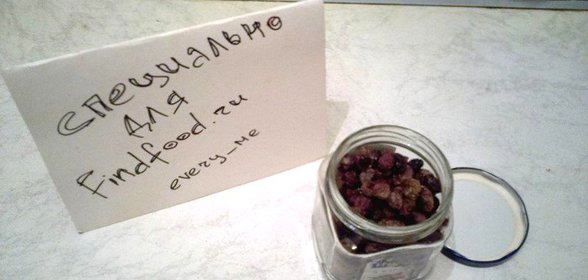 специально
для
Findfood.ru
every_me